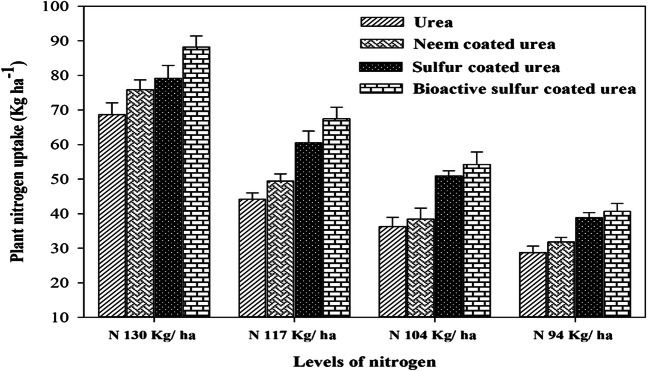 Plant nitrogen uptake (Kg ha⁻¹)
100
90
80
70
60
50
40
30
20
10
Urea
Neem coated urea
Sulfur coated urea
Bioactive sulfur coated urea
N 130 Kg/ ha
N 117 Kg/ ha
N 104 Kg/ ha
N 94 Kg/ ha
Levels of nitrogen